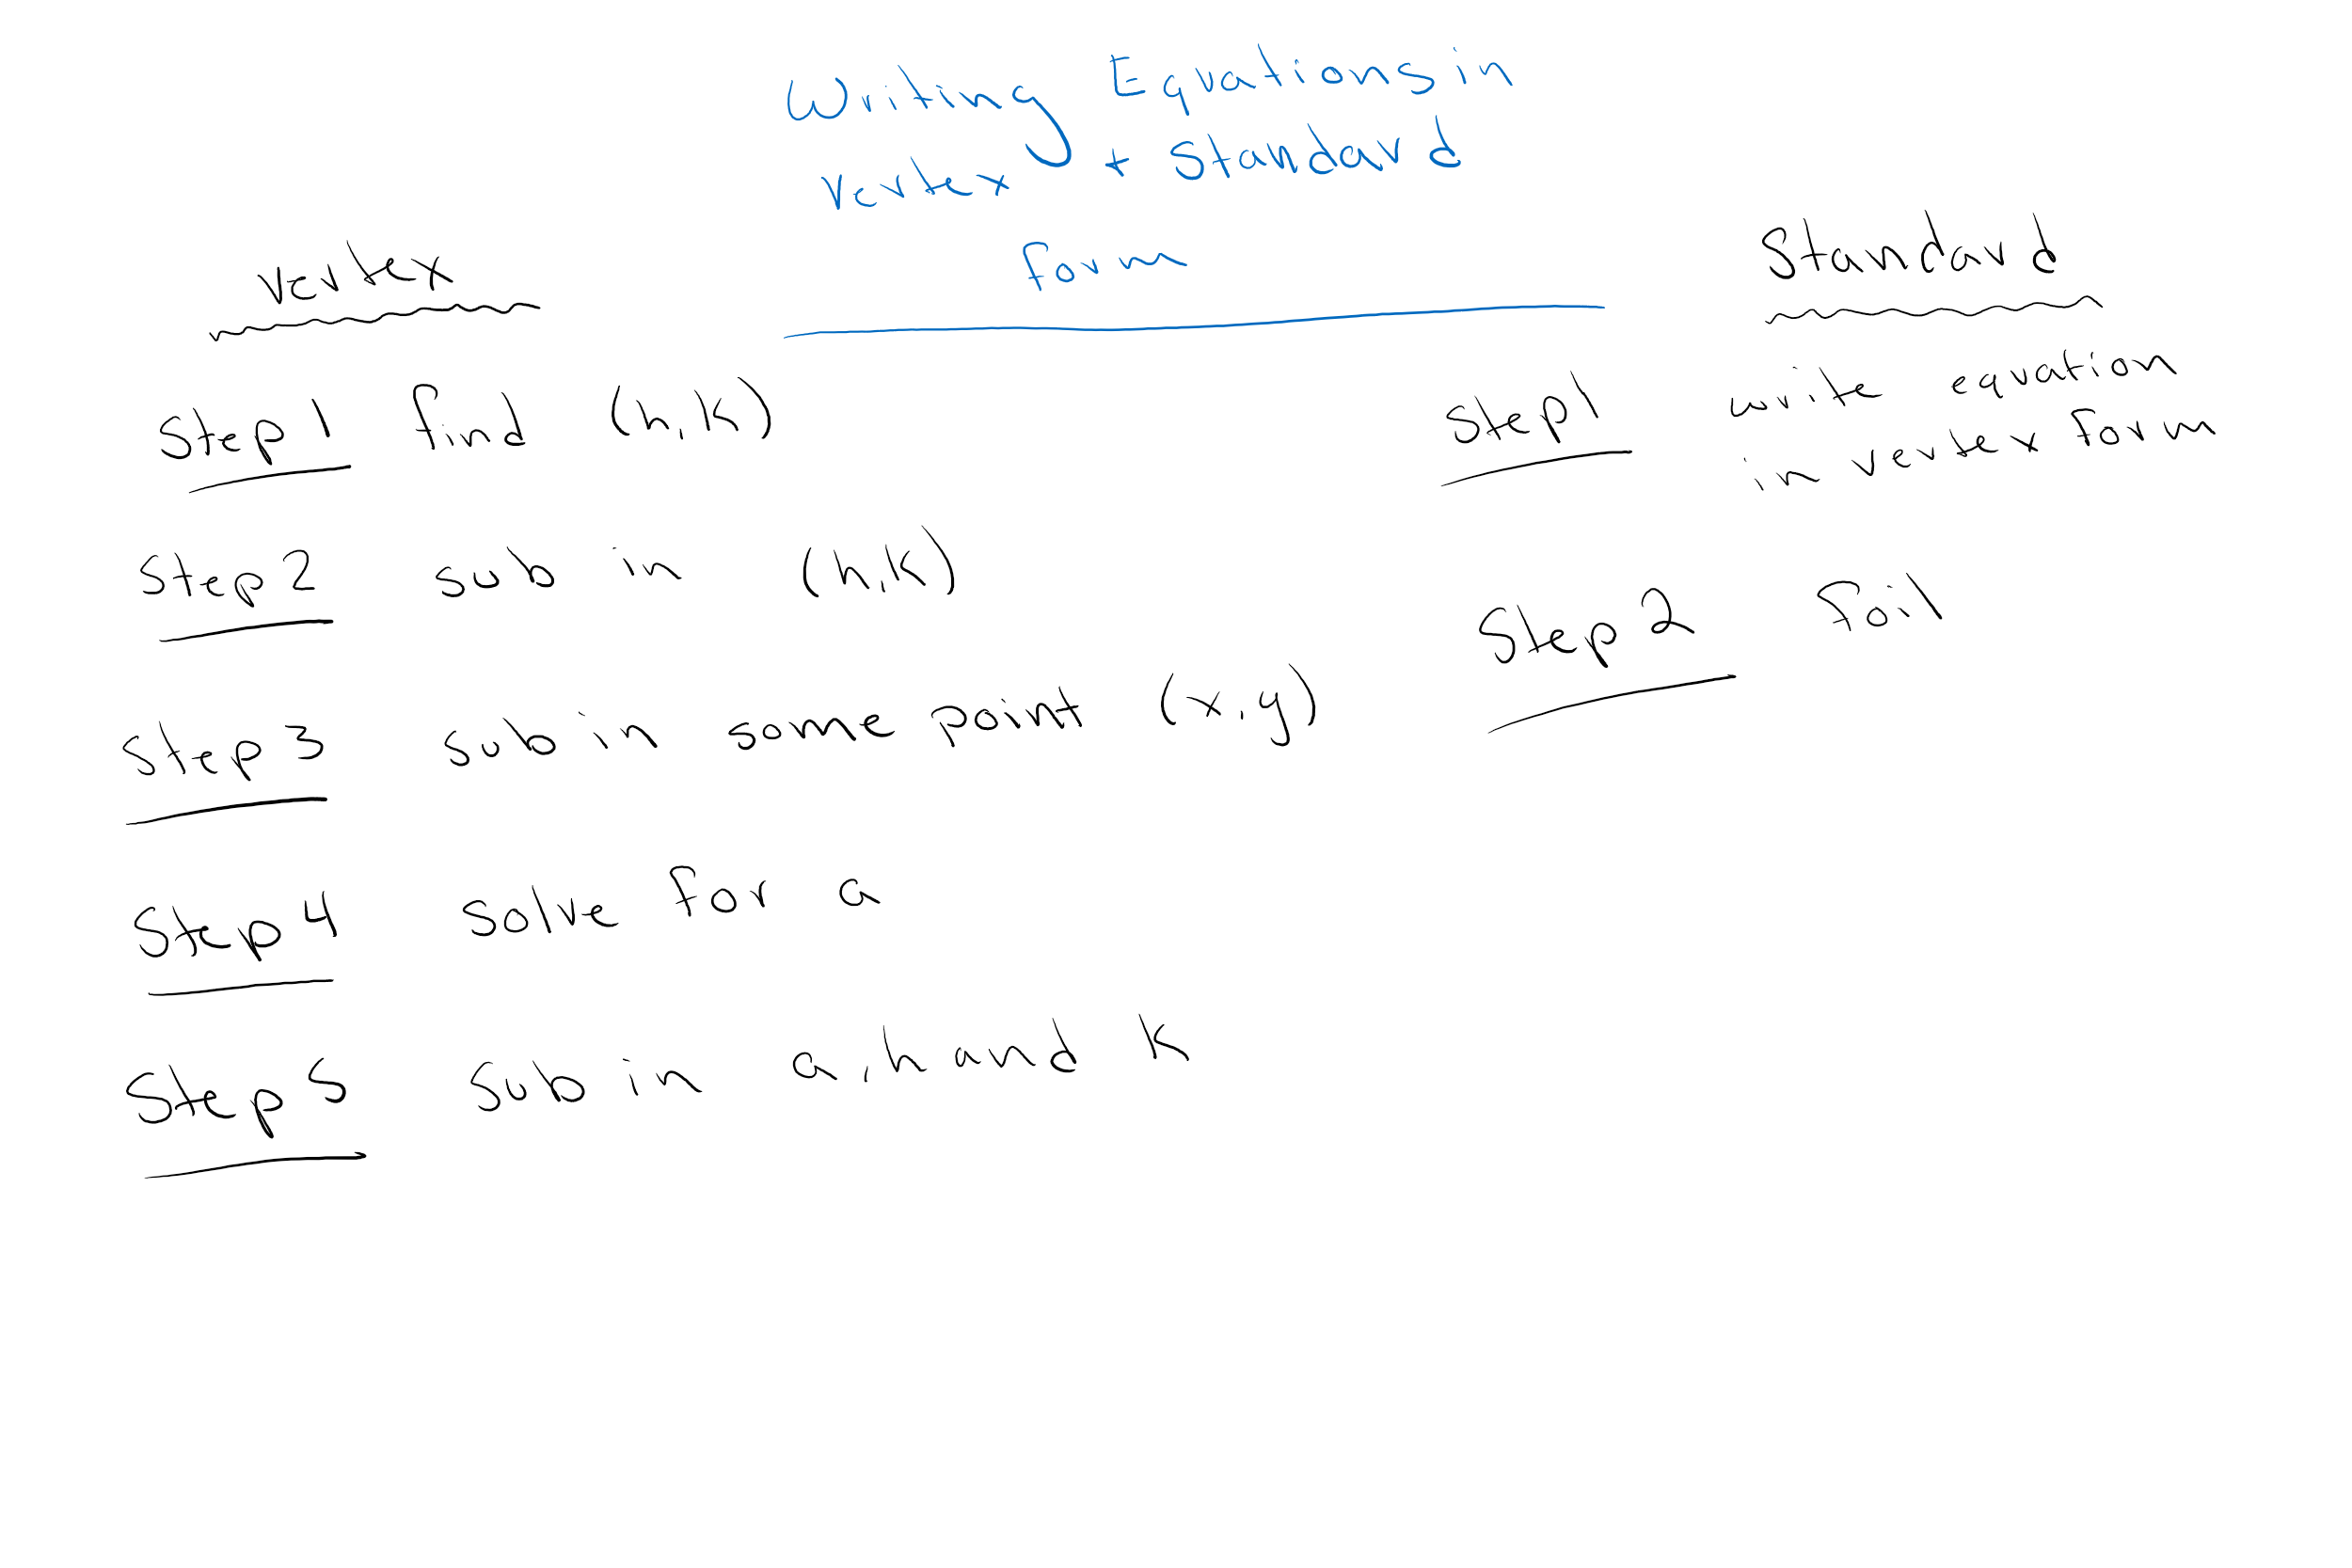 Writing Equations in
vertex + Standard
form
vertex
Step 1 find (h,k)
Step 2 sub in (h,k)
Step 3 sub in some point (x,y)
Step 4 solve for a
Step 5 Sub in a, h and k
Standard
Step 1 write equation
in vertex form
Step 2 foil